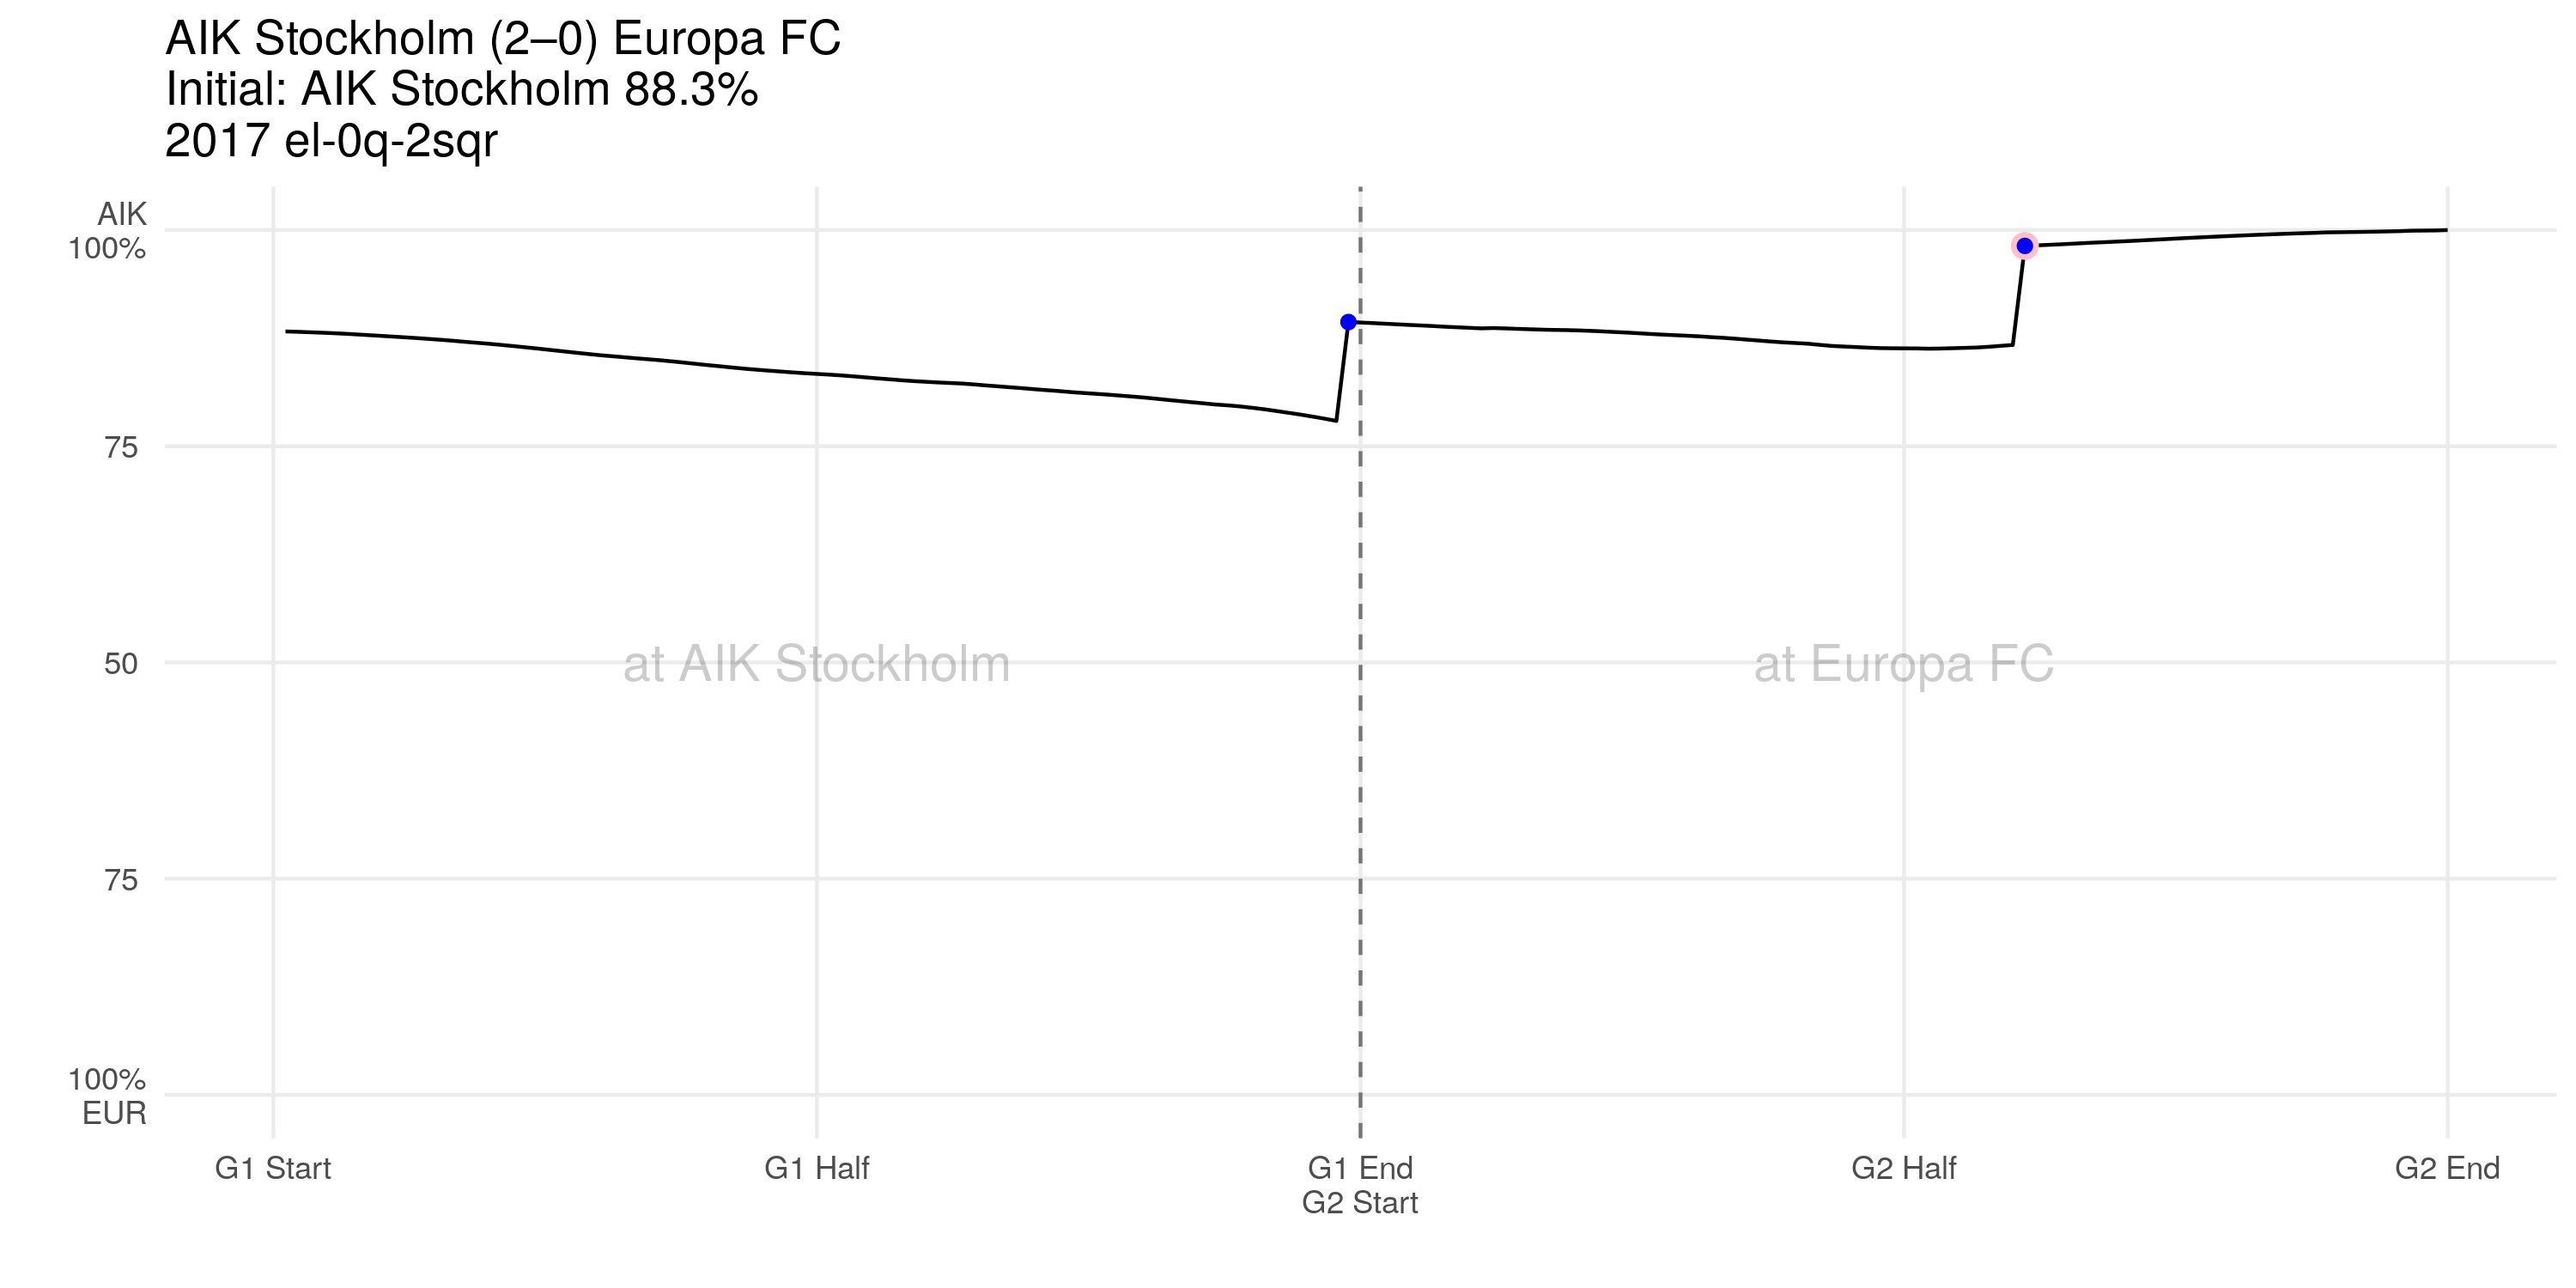 AIK Stockholm (2–0) Europa FC
Initial: AIK Stockholm 88.3%
2017 el-0q-2sqr
AIK
100%
75
50
75
100%
EUR
at AIK Stockholm
at Europa FC
G1 Start
G1 Half
G1 End
G2 Start
G2 Half
G2 End